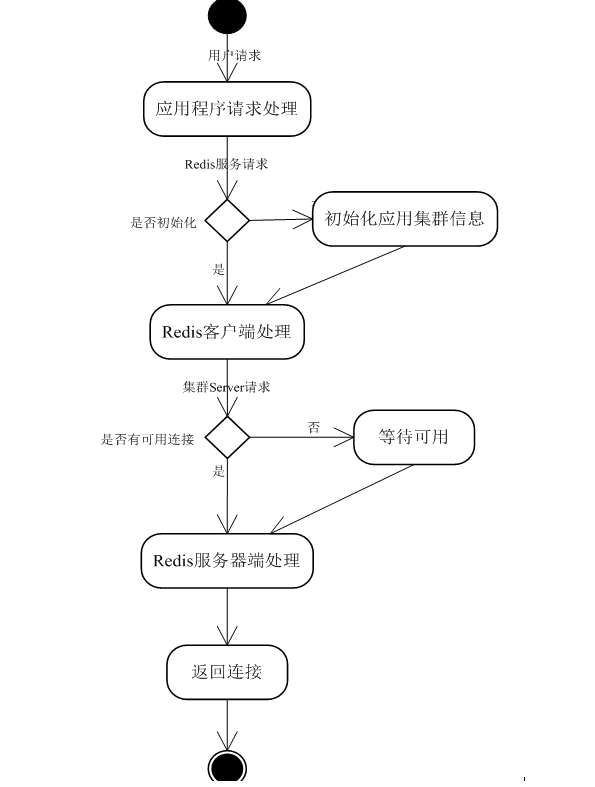 用户请求
应用程序请求处理
Redis服务请求
是否初始化
初始化应用集群信息
是
Redis客户端处理
集群Server请求
是否有可用连接
否
等待可用
是
Redis服务器端处理
返回连接